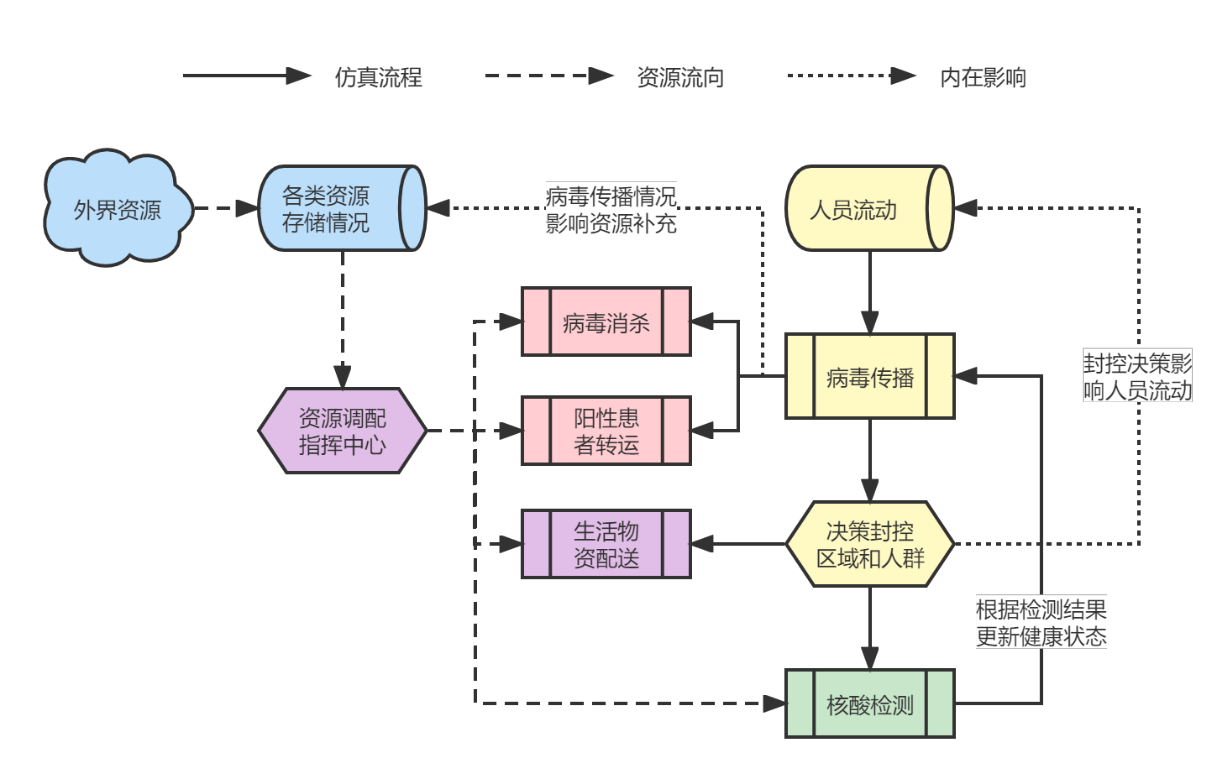 仿真流程
资源流向
内在影响
外界资源
各类资源
存储情况
病毒传播情况
影响资源补充
人员流动
病毒消杀
病毒传播
封控决策影
响人员流动
资源调配
指挥中心
阳性患
者转运
生活物
资配送
决策封控
区域和人群
根据检测结果
更新健康状态
核酸检测